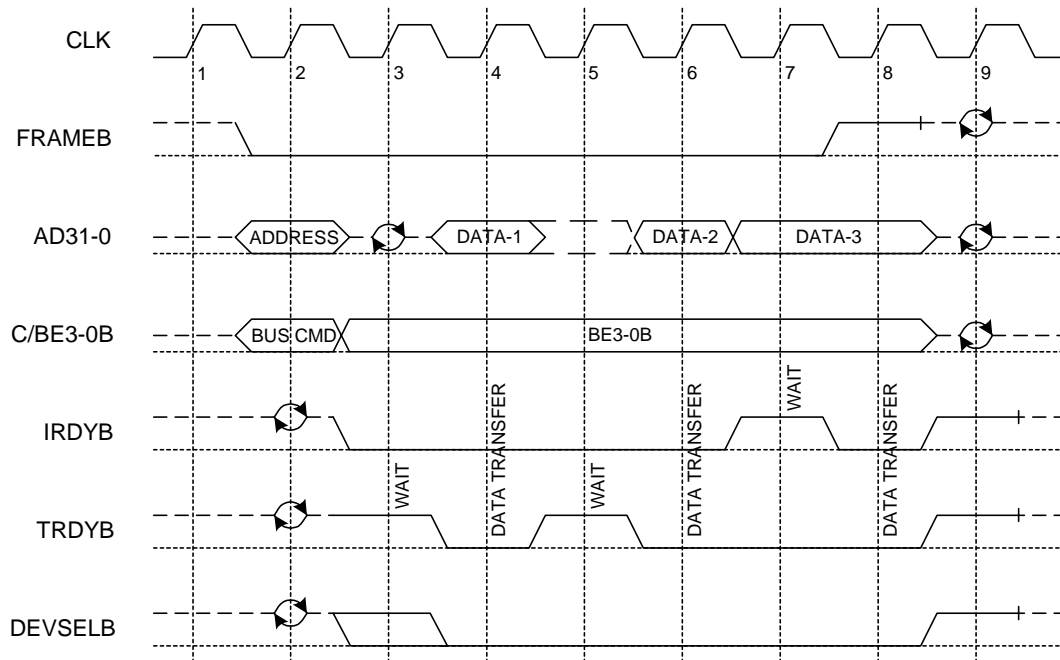 CLK
1 2 3 4 5 6 7 8 9
FRAMEB
AD31-0
ADDRESS DATA-1 DATA-2 DATA-3
C/BE3-0B
BUS CMD BE3-0B
IRDYB
DATA TRANSFER
DATA TRANSFER
WAIT
DATA TRANSFER
TRDYB
WAIT
WAIT
DEVSELB